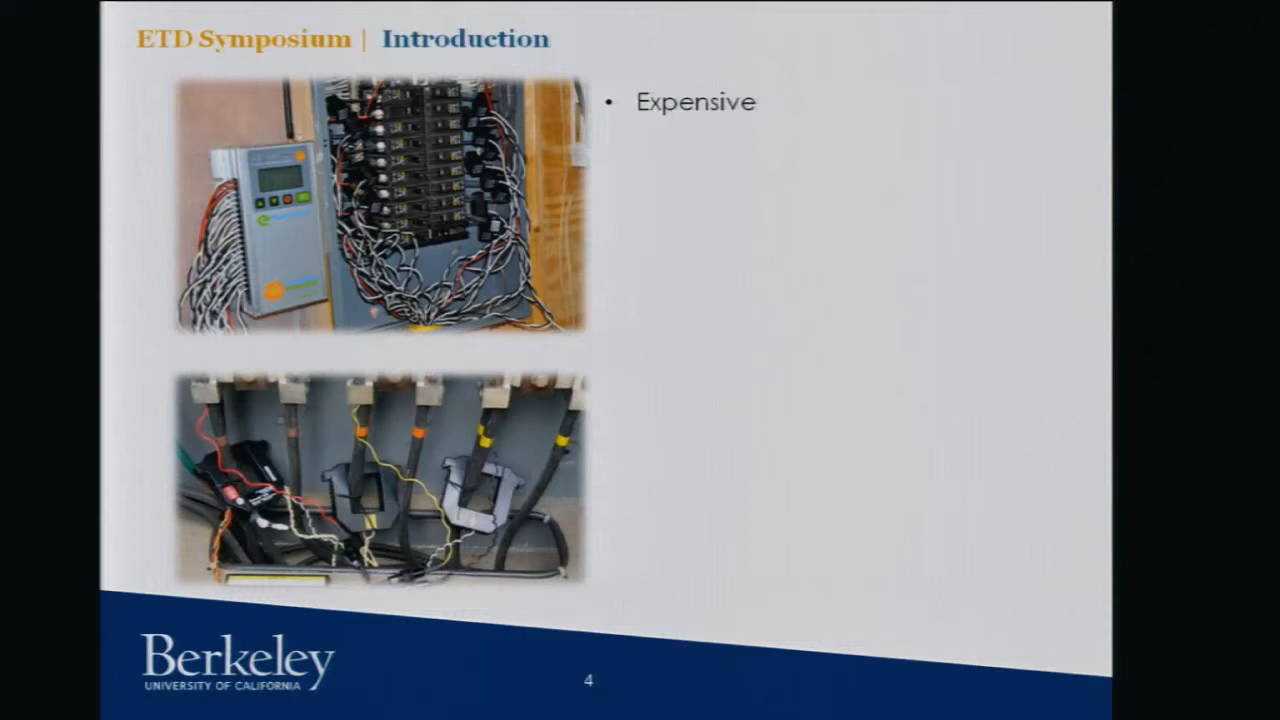 ETD Symposium | Introduction
• Expensive
Berkeley
UNIVERSITY OF CALIFORNIA
4